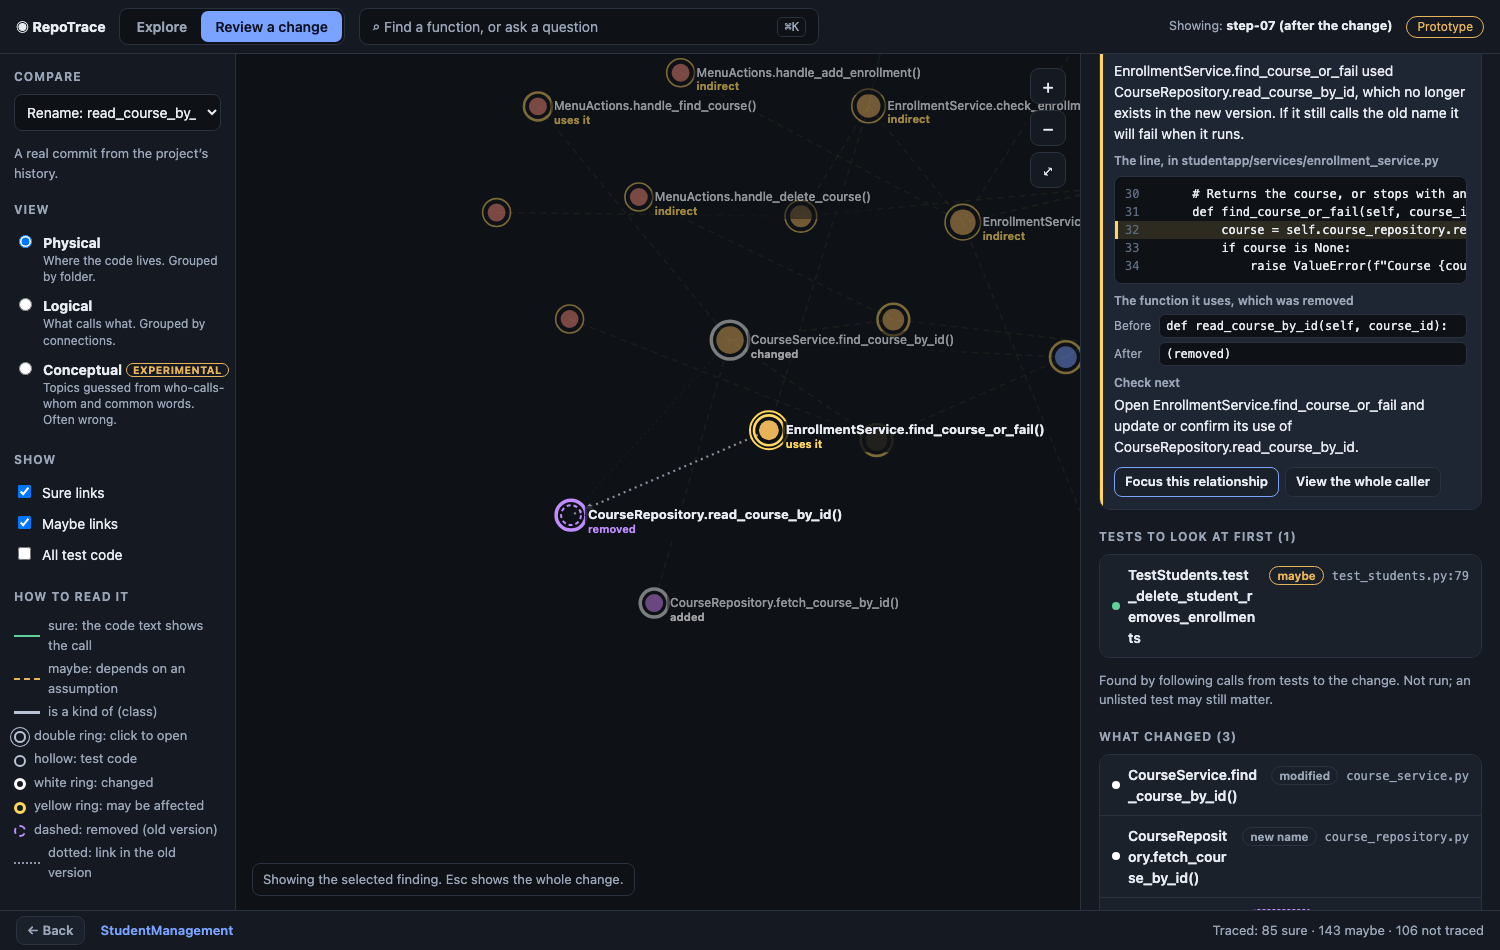 RepoTrace
Explore
Review a change
Find a function, or ask a question
⌘K
Showing: step-07 (after the change)
Prototype
COMPARE
Rename: read_course_by_
A real commit from the project's
history.
VIEW
Physical
Where the code lives. Grouped
by folder.
Logical
What calls what. Grouped by
connections.
Conceptual EXPERIMENTAL
Topics guessed from who-calls-
whom and common words.
Often wrong.
SHOW
Sure links
Maybe links
All test code
HOW TO READ IT
sure: the code text shows
the call
maybe: depends on an
assumption
is a kind of (class)
double ring: click to open
hollow: test code
white ring: changed
yellow ring: may be affected
dashed: removed (old version)
dotted: link in the old
version
MenuActions.handle_add_enrollment()
indirect
MenuActions.handle_find_course()
uses it
EnrollmentService.check_enrollm
indirect
MenuActions.handle_delete_course()
indirect
EnrollmentServic
indirect
CourseService.find_course_by_id()
changed
EnrollmentService.find_course_or_fail()
uses it
CourseRepository.read_course_by_id()
removed
CourseRepository.fetch_course_by_id()
added
+
−
Showing the selected finding. Esc shows the whole change.
EnrollmentService.find_course_or_fail used
CourseRepository.read_course_by_id, which no longer
exists in the new version. If it still calls the old name it
will fail when it runs.
The line, in studentapp/services/enrollment_service.py
30 # Returns the course, or stops with an
31 def find_course_or_fail(self, course_i
32 course = self.course_repository.re
33 if course is None:
34 raise ValueError(f"Course {cou
The function it uses, which was removed
Before def read_course_by_id(self, course_id):
After (removed)
Check next
Open EnrollmentService.find_course_or_fail and
update or confirm its use of
CourseRepository.read_course_by_id.
Focus this relationship
View the whole caller
TESTS TO LOOK AT FIRST (1)
TestStudents.test
_delete_student_r
emoves_enrollmen
ts
maybe
test_students.py:79
Found by following calls from tests to the change. Not run; an
unlisted test may still matter.
WHAT CHANGED (3)
CourseService.find
_course_by_id()
modified
course_service.py
CourseReposit
ory.fetch_cour
se_by_id()
new name
course_repository.py
← Back
StudentManagement
Traced: 85 sure · 143 maybe · 106 not traced